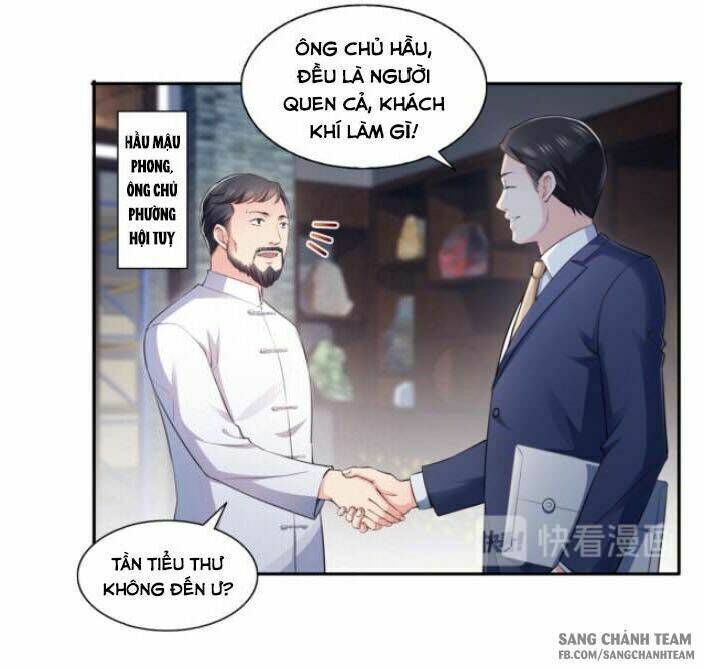 ÔNG CHỦ HẦU,
ĐỀU LÀ NGƯỜI
QUEN CẢ, KHÁCH
KHÍ LÀM GÌ!
HẦU MẬU
PHONG,
ÔNG CHỦ
PHƯỜNG
HỘI TUỴ
TẦN TIỂU THƯ
KHÔNG ĐẾN Ư?
快看漫画
SANG CHẢNH TEAM
FB.COM/SANGCHANHTEAM